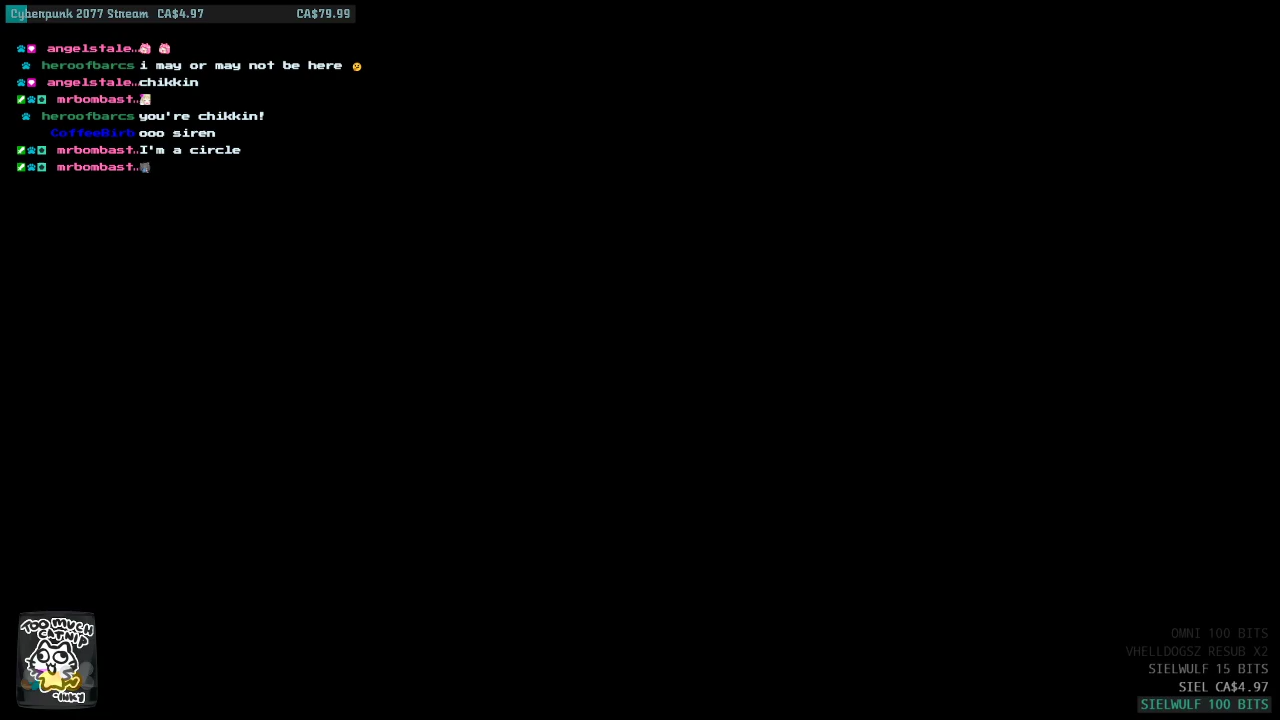 Cyberpunk 2077 Stream CA$4.97 CA$79.99
angelstale..
heroofbarcs i may or may not be here
angelstale..chikkin
mrbombast..
heroofbarcs you're chikkin!
CoffeeBirb ooo siren
mrbombast..I'm a circle
mrbombast..
TOO MUCH
CATNIP
-INKY
OMNI 100 BITS
VHELLDOGSZ RESUB X2
SIELWULF 15 BITS
SIEL CA$4.97
SIELWULF 100 BITS